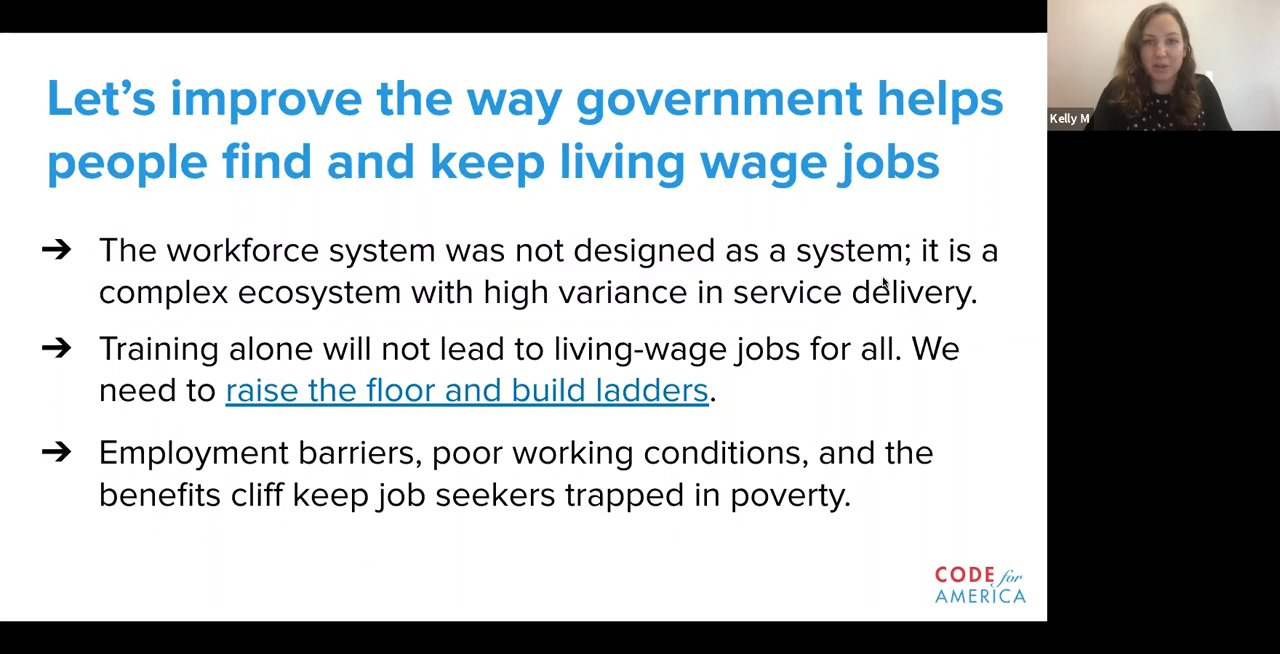 Let’s improve the way government helps
people find and keep living wage jobs
➔ The workforce system was not designed as a system; it is a
complex ecosystem with high variance in service delivery.
➔ Training alone will not lead to living-wage jobs for all. We
need to raise the floor and build ladders.
➔ Employment barriers, poor working conditions, and the
benefits cliff keep job seekers trapped in poverty.
CODE for
AMERICA
Kelly M